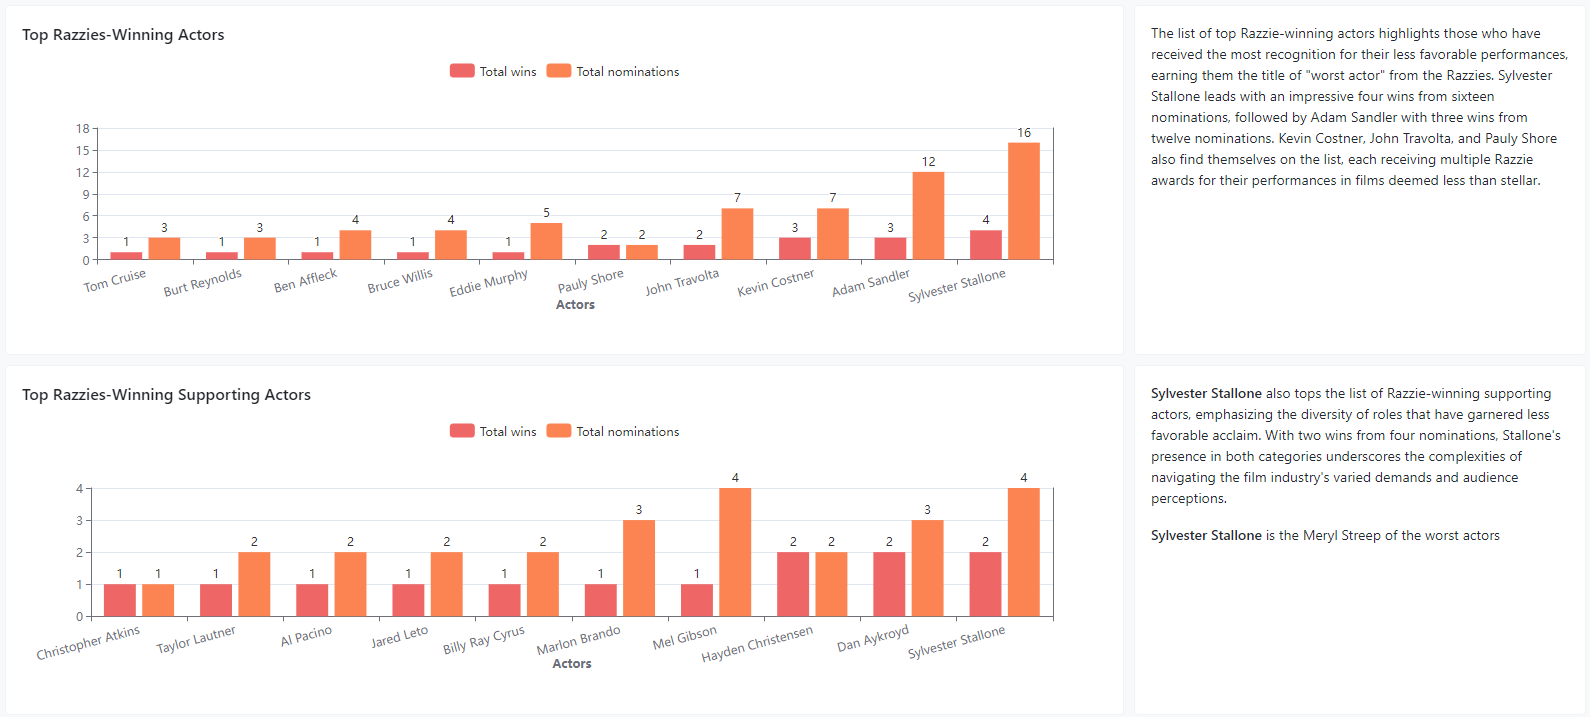 Top Razzies-Winning Actors
Total wins Total nominations
18
15
12
9
6
3
0
1 3 1 3 1 4 1 4 1 5 2 2 2 7 3 7 3 12 4 16
Tom Cruise Burt Reynolds Ben Affleck Bruce Willis Eddie Murphy Pauly Shore John Travolta Kevin Costner Adam Sandler Sylvester Stallone
Actors
The list of top Razzie-winning actors highlights those who have
received the most recognition for their less favorable performances,
earning them the title of "worst actor" from the Razzies. Sylvester
Stallone leads with an impressive four wins from sixteen
nominations, followed by Adam Sandler with three wins from
twelve nominations. Kevin Costner, John Travolta, and Pauly Shore
also find themselves on the list, each receiving multiple Razzie
awards for their performances in films deemed less than stellar.
Top Razzies-Winning Supporting Actors
Total wins Total nominations
4
3
2
1
0
1 1 1 2 1 2 1 2 1 2 1 3 1 4 2 2 2 3 2 4
Christopher Atkins Taylor Lautner Al Pacino Jared Leto Billy Ray Cyrus Marlon Brando Mel Gibson Hayden Christensen Dan Aykroyd Sylvester Stallone
Actors
Sylvester Stallone also tops the list of Razzie-winning supporting
actors, emphasizing the diversity of roles that have garnered less
favorable acclaim. With two wins from four nominations, Stallone's
presence in both categories underscores the complexities of
navigating the film industry's varied demands and audience
perceptions.
Sylvester Stallone is the Meryl Streep of the worst actors